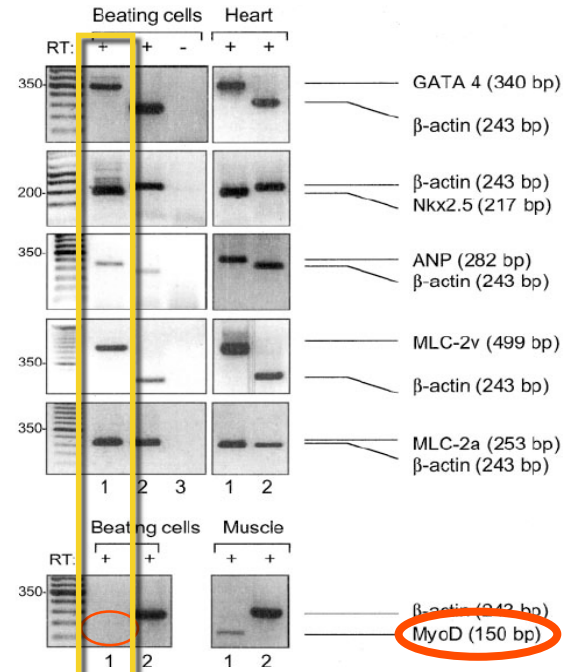 Beating cells Heart
RT: + + - + +
350- GATA 4 (340 bp)
β-actin (243 bp)
β-actin (243 bp)
200- Nkx2.5 (217 bp)
350- ANP (282 bp)
β-actin (243 bp)
MLC-2v (499 bp)
350- β-actin (243 bp)
350- MLC-2a (253 bp)
β-actin (243 bp)
1 2 3 1 2
Beating cells Muscle
RT: + + + +
350- β-actin (243 bp)
MyoD (150 bp)
1 2 1 2